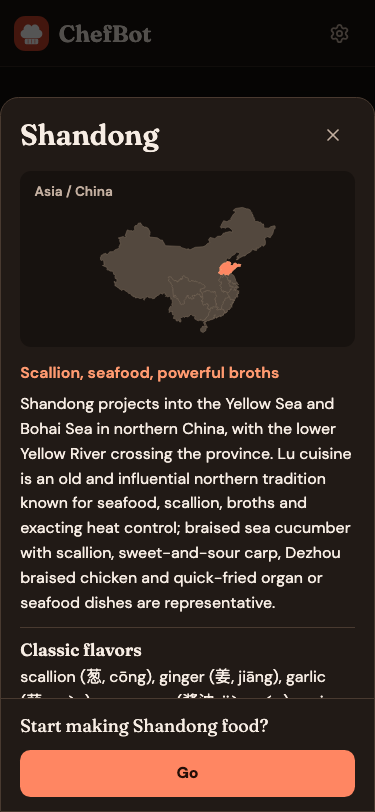 ChefBot
Shandong
Asia / China
Scallion, seafood, powerful broths
Shandong projects into the Yellow Sea and
Bohai Sea in northern China, with the lower
Yellow River crossing the province. Lu cuisine
is an old and influential northern tradition
known for seafood, scallion, broths and
exacting heat control; braised sea cucumber
with scallion, sweet-and-sour carp, Dezhou
braised chicken and quick-fried organ or
seafood dishes are representative.
Classic flavors
scallion (葱, cōng), ginger (姜, jiāng), garlic
Start making Shandong food?
Go